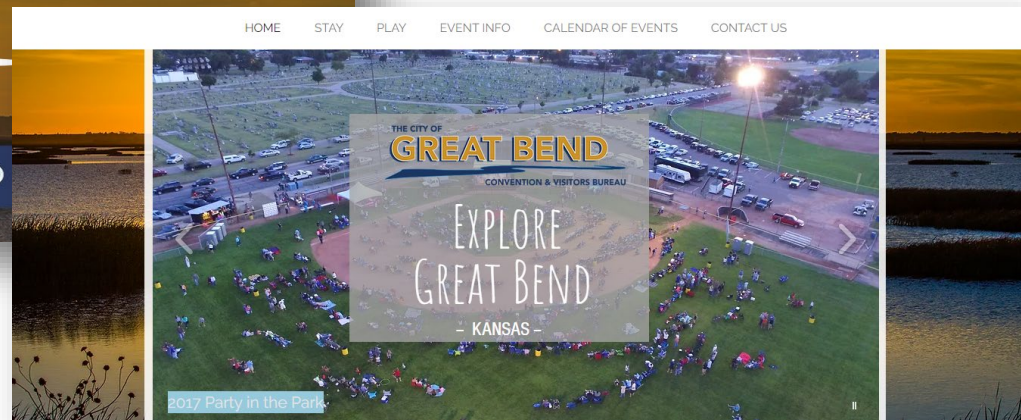 HOME STAY PLAY EVENT INFO CALENDAR OF EVENTS CONTACT US
THE CITY OF
GREAT BEND
CONVENTION & VISITORS BUREAU
EXPLORE
GREAT BEND
– KANSAS –
2017 Party in the Park